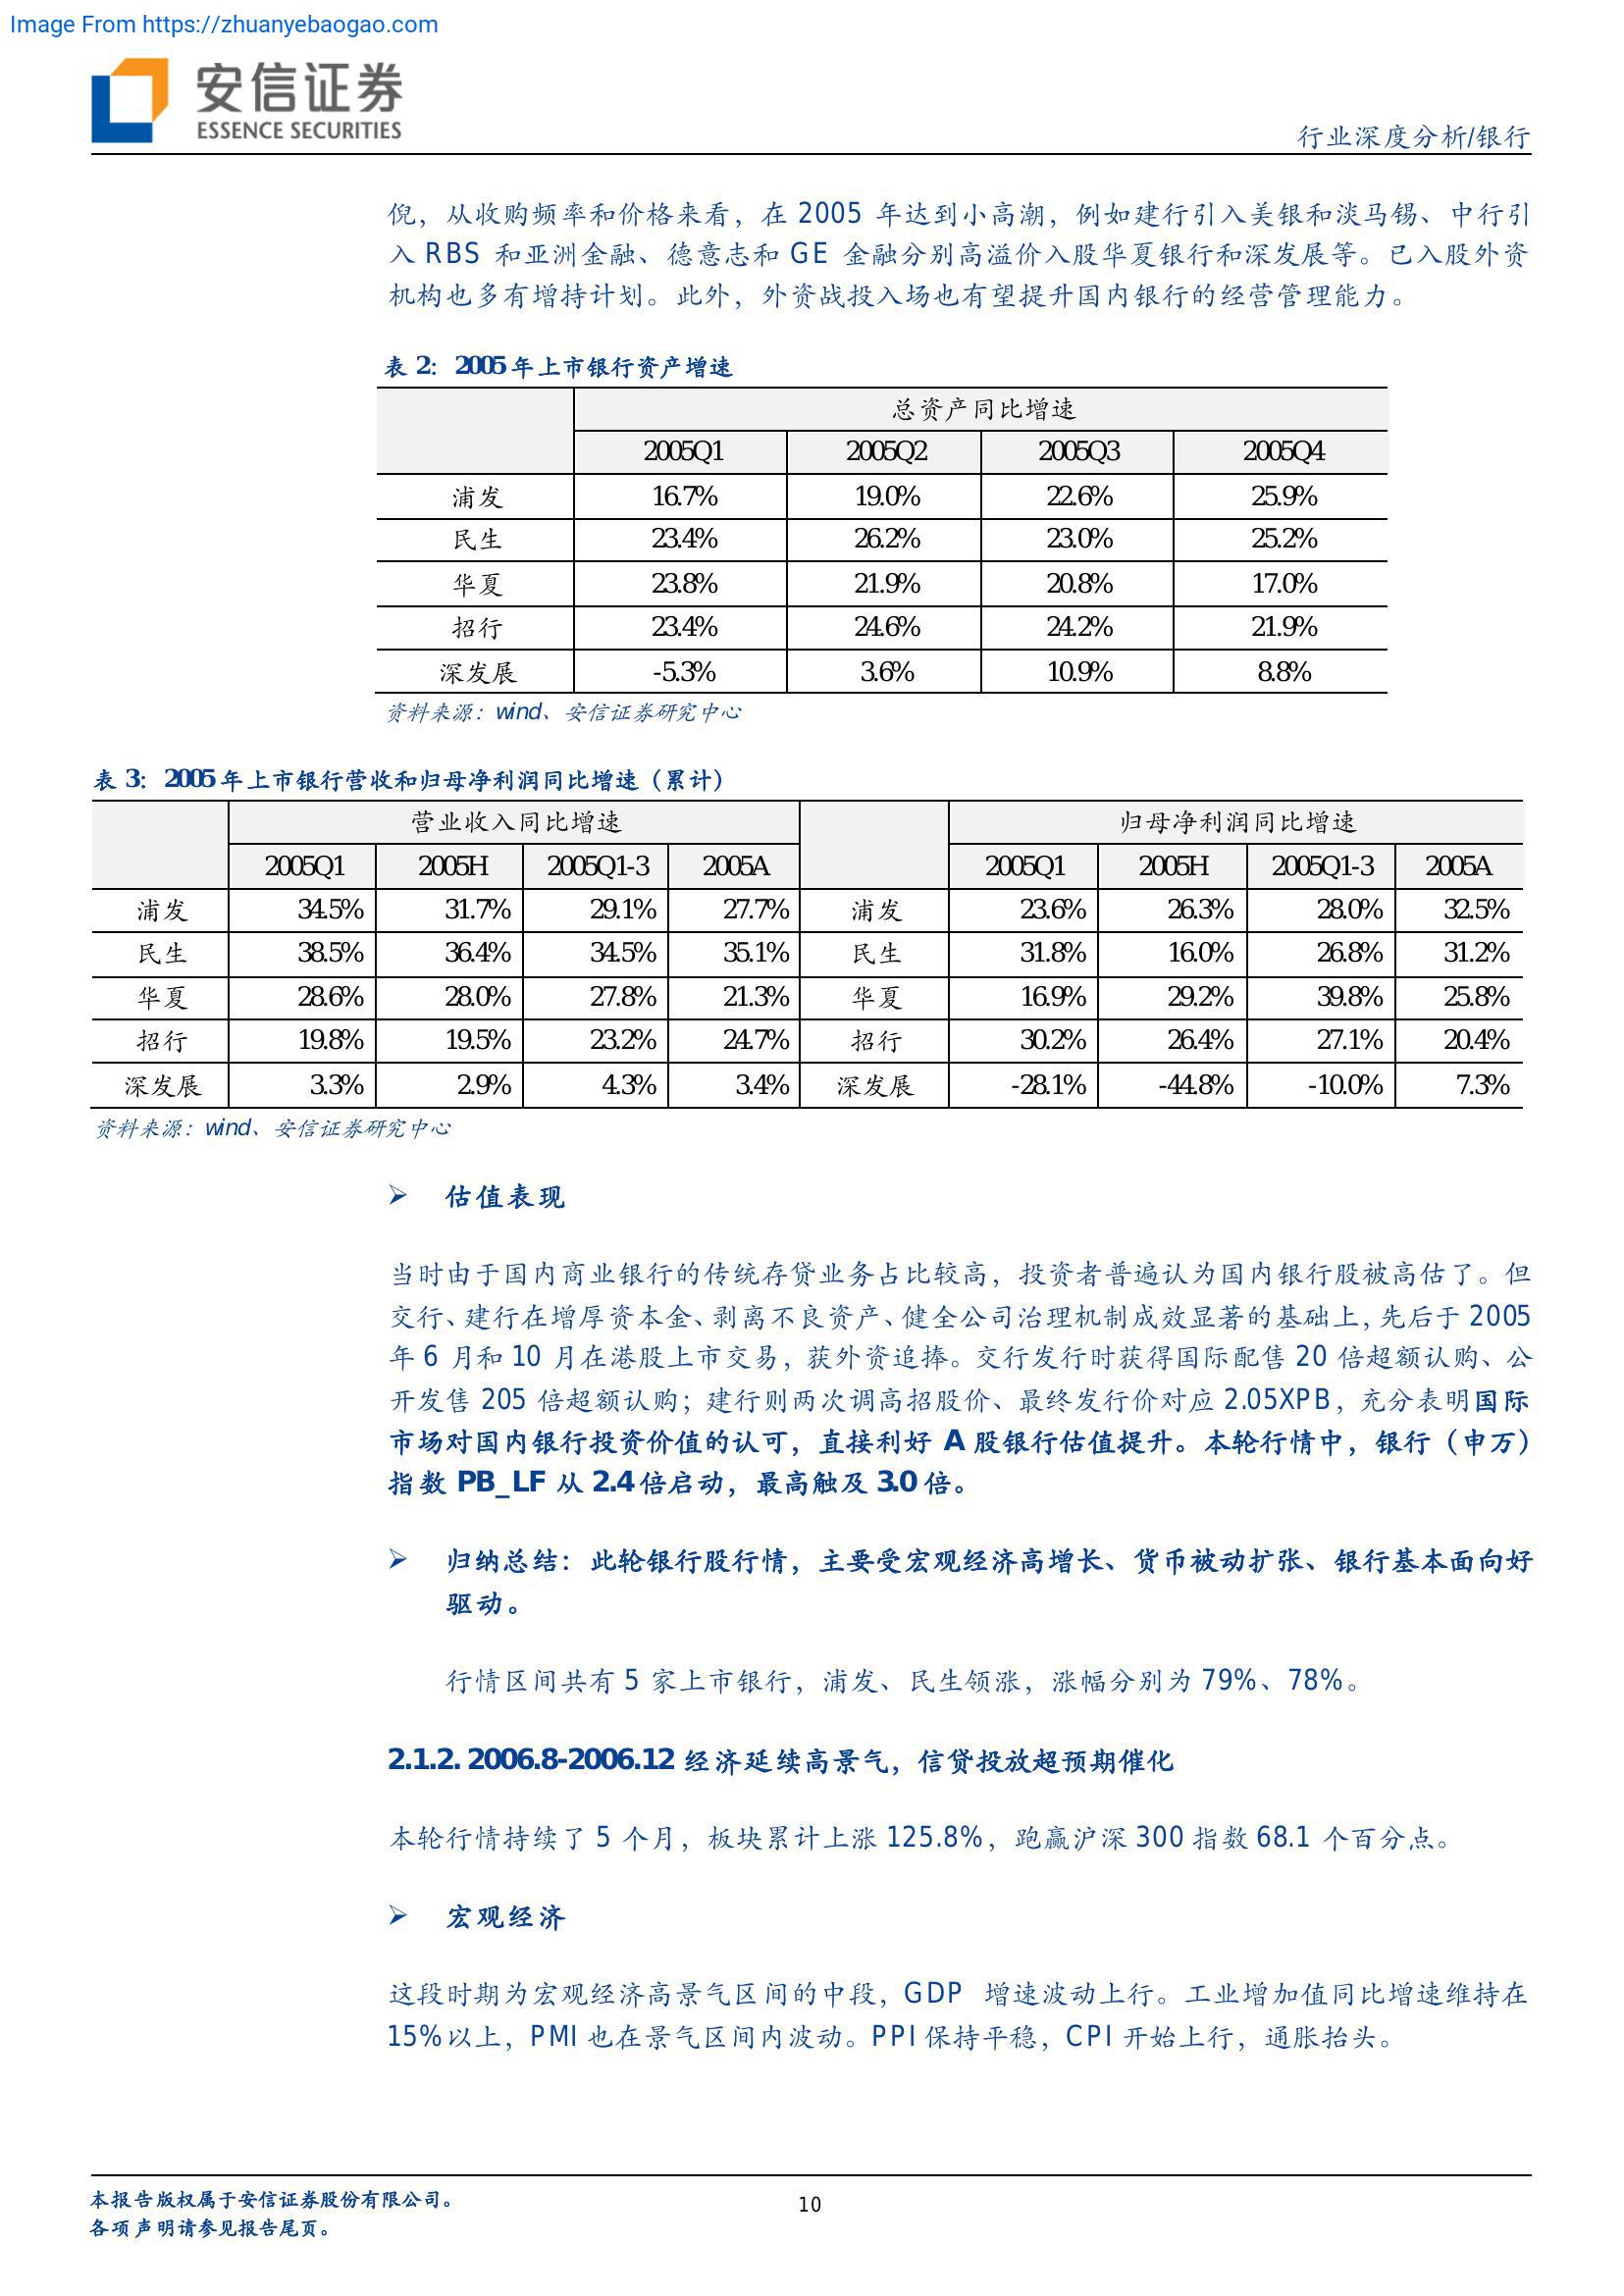 Image From https://zhuanyebaogao.com
安信证券
ESSENCE SECURITIES
行业深度分析/银行
倪，从收购频率和价格来看，在 2005 年达到小高潮，例如建行引入美银和淡马锡、中行引
入 RBS 和亚洲金融、德意志和 GE 金融分别高溢价入股华夏银行和深发展等。已入股外资
机构也多有增持计划。此外，外资战投入场也有望提升国内银行的经营管理能力。
表 2：2005 年上市银行资产增速
总资产同比增速
2005Q1 2005Q2 2005Q3 2005Q4
浦发 16.7% 19.0% 22.6% 25.9%
民生 23.4% 26.2% 23.0% 25.2%
华夏 23.8% 21.9% 20.8% 17.0%
招行 23.4% 24.6% 24.2% 21.9%
深发展 -5.3% 3.6% 10.9% 8.8%
资料来源：wind、安信证券研究中心
表 3：2005 年上市银行营收和归母净利润同比增速（累计）
营业收入同比增速 归母净利润同比增速
2005Q1 2005H 2005Q1-3 2005A 2005Q1 2005H 2005Q1-3 2005A
浦发 34.5% 31.7% 29.1% 27.7% 浦发 23.6% 26.3% 28.0% 32.5%
民生 38.5% 36.4% 34.5% 35.1% 民生 31.8% 16.0% 26.8% 31.2%
华夏 28.6% 28.0% 27.8% 21.3% 华夏 16.9% 29.2% 39.8% 25.8%
招行 19.8% 19.5% 23.2% 24.7% 招行 30.2% 26.4% 27.1% 20.4%
深发展 3.3% 2.9% 4.3% 3.4% 深发展 -28.1% -44.8% -10.0% 7.3%
资料来源：wind、安信证券研究中心
➢ 估值表现
当时由于国内商业银行的传统存贷业务占比较高，投资者普遍认为国内银行股被高估了。但
交行、建行在增厚资本金、剥离不良资产、健全公司治理机制成效显著的基础上，先后于 2005
年 6 月和 10 月在港股上市交易，获外资追捧。交行发行时获得国际配售 20 倍超额认购、公
开发售 205 倍超额认购；建行则两次调高招股价、最终发行价对应 2.05XPB，充分表明国际
市场对国内银行投资价值的认可，直接利好 A 股银行估值提升。本轮行情中，银行（申万）
指数 PB_LF 从 2.4 倍启动，最高触及 3.0 倍。
➢ 归纳总结：此轮银行股行情，主要受宏观经济高增长、货币被动扩张、银行基本面向好
驱动。
行情区间共有 5 家上市银行，浦发、民生领涨，涨幅分别为 79%、78%。
2.1.2. 2006.8-2006.12 经济延续高景气，信贷投放超预期催化
本轮行情持续了 5 个月，板块累计上涨 125.8%，跑赢沪深 300 指数 68.1 个百分点。
➢ 宏观经济
这段时期为宏观经济高景气区间的中段，GDP 增速波动上行。工业增加值同比增速维持在
15%以上，PMI 也在景气区间内波动。PPI 保持平稳，CPI 开始上行，通胀抬头。
本报告版权属于安信证券股份有限公司。
各项声明请参见报告尾页。
10